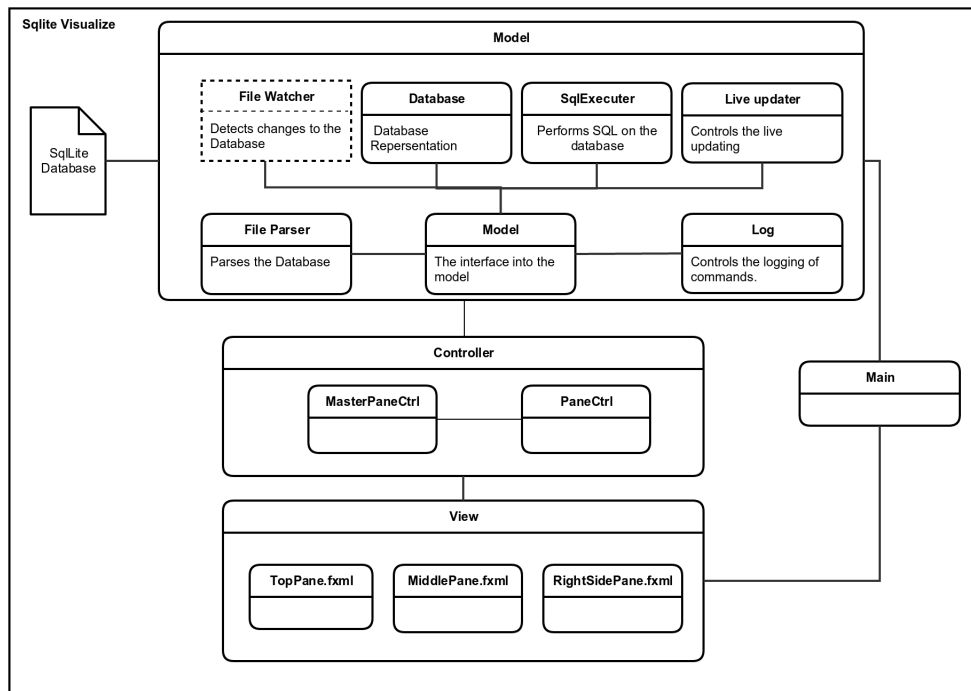 Sqlite Visualize
Model
SqlLite
Database
File Watcher
Detects changes to the
Database
Database
Database
Repersentation
SqlExecuter
Performs SQL on the
database
Live updater
Controls the live
updating
File Parser
Parses the Database
Model
The interface into the
model
Log
Controls the logging of
commands.
Controller
MasterPaneCtrl
PaneCtrl
Main
View
TopPane.fxml
MiddlePane.fxml
RightSidePane.fxml